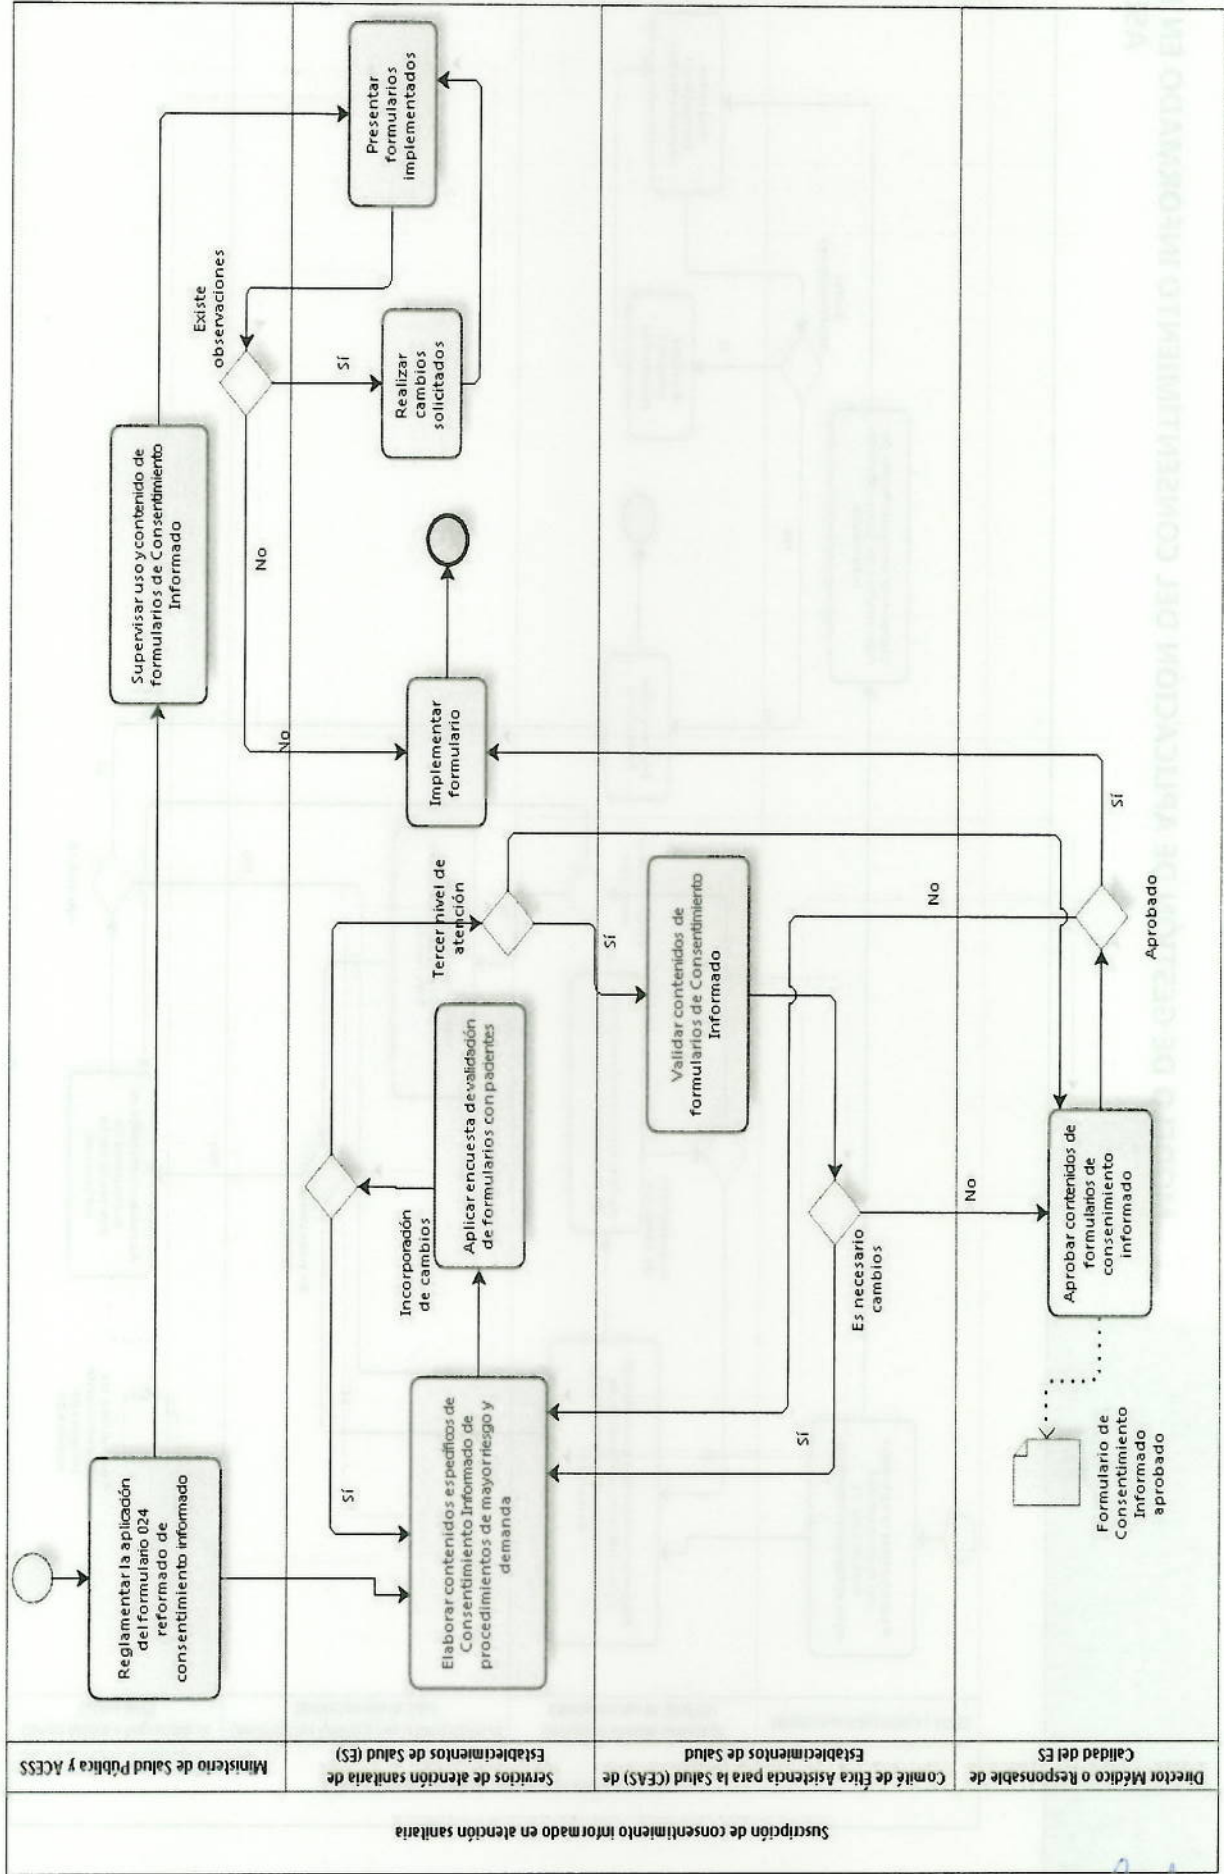 Suscripción de consentimiento informado en atención sanitaria
Ministerio de Salud Pública y ACESS
Reglamentar la aplicación
del formulario 024
reformado de
consentimiento informado
Supervisar uso y contenido de
formularios de Consentimiento
Informado
Existe
observaciones
Sí
No
No
Servicios de atención sanitaria de
Establecimientos de Salud (ES)
Elaborar contenidos específicos de
Consentimiento Informado de
procedimientos de mayor riesgo y
demanda
Sí
Incorporación
de cambios
Aplicar encuesta de validación
de formularios con pacientes
Tercer nivel de
atención
Implementar
formulario
Realizar
cambios
solicitados
Presentar
formularios
implementados
Comité de Ética Asistencia para la Salud (CEAS) de
Establecimientos de Salud
Sí
Validar contenidos de
formularios de Consentimiento
Informado
Es necesario
cambios
Sí
No
No
Director Médico o Responsable de
Calidad del ES
Aprobar contenidos de
formularios de
consenimiento
informado
Formulario de
Consentimiento
Informado
aprobado
Aprobado
Sí